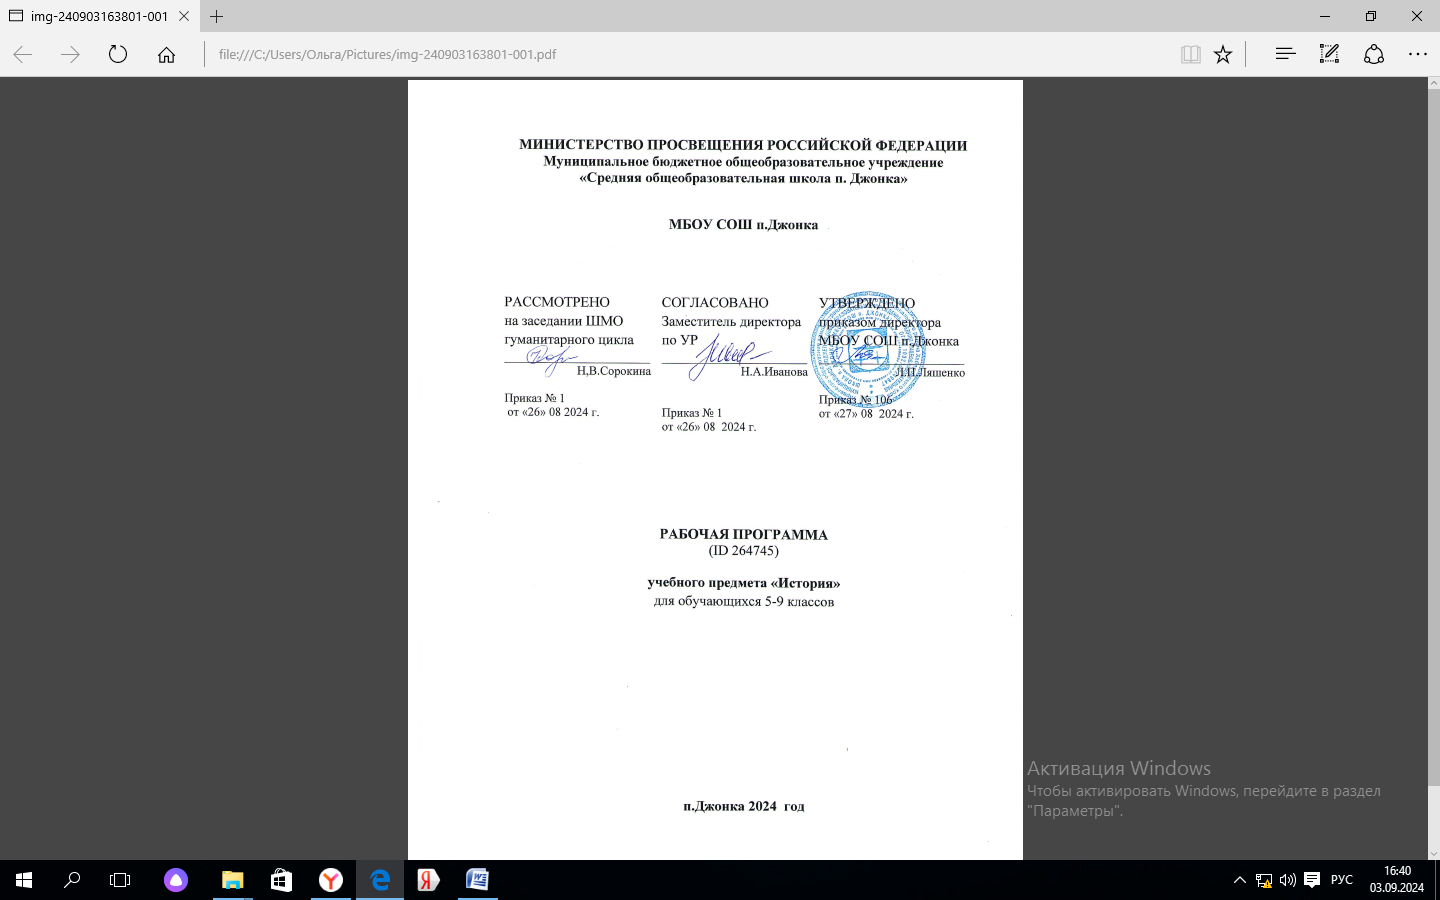 img-240903163801-001
file:///C:/Users/Ольга/Pictures/img-240903163801-001.pdf
МИНИСТЕРСТВО ПРОСВЕЩЕНИЯ РОССИЙСКОЙ ФЕДЕРАЦИИ
Муниципальное бюджетное общеобразовательное учреждение
«Средняя общеобразовательная школа п. Джонка»
МБОУ СОШ п.Джонка
РАССМОТРЕНО
на заседании ШМО
гуманитарного цикла
Н,В.Сорокина
Приказ № 1
от «26» 08 2024 г.
СОГЛАСОВАНО
Заместитель директора
по УР
Н.А.Иванова
Приказ № 1
от «26» 08 2024 г.
УТВЕРЖДЕНО
приказом директора
МБОУ СОШ п.Джонка
Л.П.Ляшенко
Приказ № 106
от «27» 08 2024 г.
РАБОЧАЯ ПРОГРАММА
(ID 264745)
учебного предмета «История»
для обучающихся 5-9 классов
п.Джонка 2024 год
Активация Windows
Чтобы активировать Windows, перейдите в раздел
"Параметры".
РУС
16:40
03.09.2024